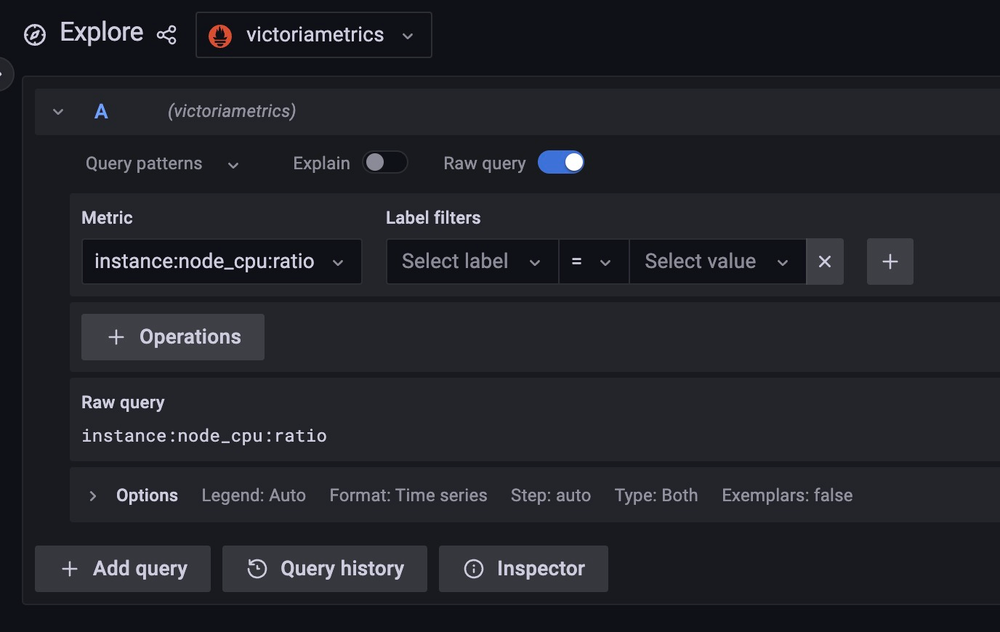 Explore victoriametrics
A (victoriametrics)
Query patterns Explain Raw query
Metric Label filters
instance:node_cpu:ratio Select label = Select value
Operations
Raw query
instance:node_cpu:ratio
Options Legend: Auto Format: Time series Step: auto Type: Both Exemplars: false
Add query Query history Inspector